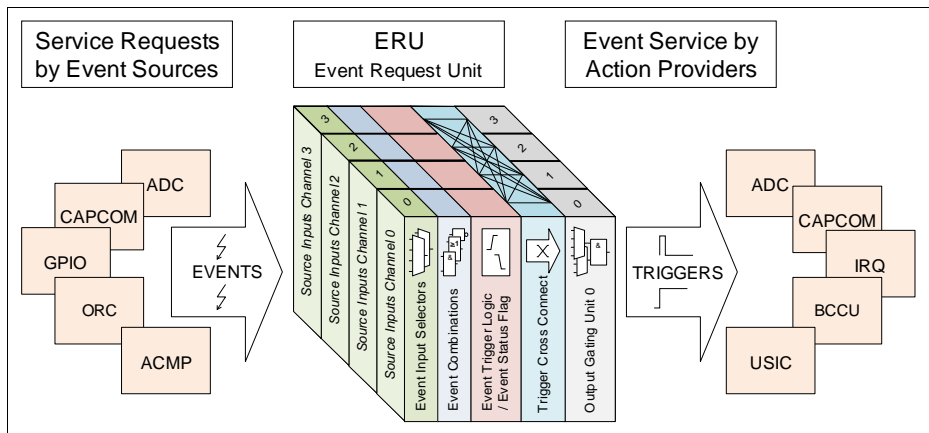 Service Requests
by Event Sources
ERU
Event Request Unit
Event Service by
Action Providers
ADC
CAPCOM
GPIO
ORC
ACMP
EVENTS
3
2
1
0
3
2
1
0
Source Inputs Channel 3
Source Inputs Channel 2
Source Inputs Channel 1
Source Inputs Channel 0
Event Input Selectors
≥1
&
Event Combinations
Event Trigger Logic
/ Event Status Flag
X
Trigger Cross Connect
&
Output Gating Unit 0
TRIGGERS
ADC
CAPCOM
IRQ
BCCU
USIC